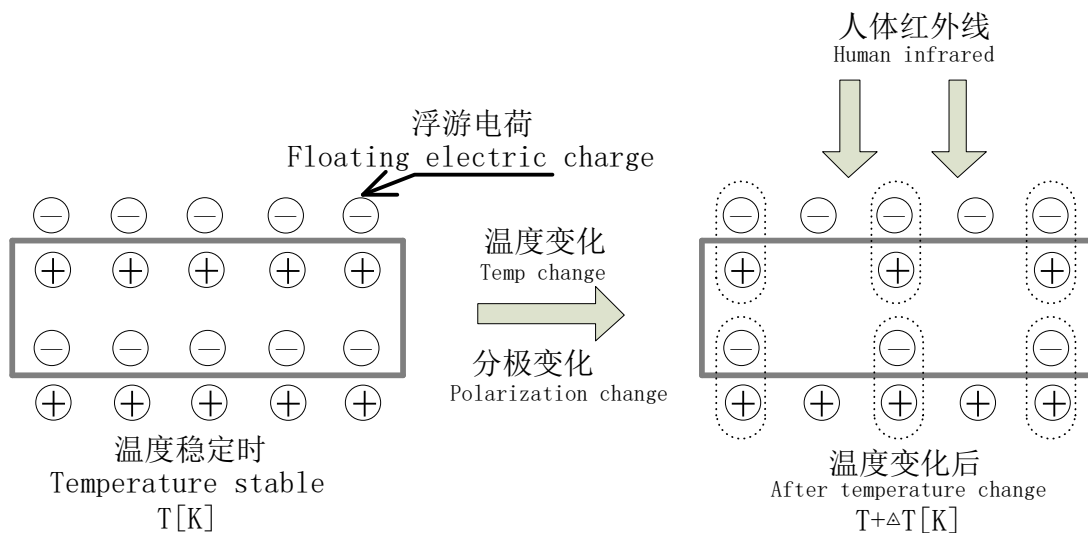 人体红外线
Human infrared
浮游电荷
Floating electric charge
温度变化
Temp change
分极变化
Polarization change
温度稳定时
Temperature stable
T[K]
温度变化后
After temperature change
T+△T[K]